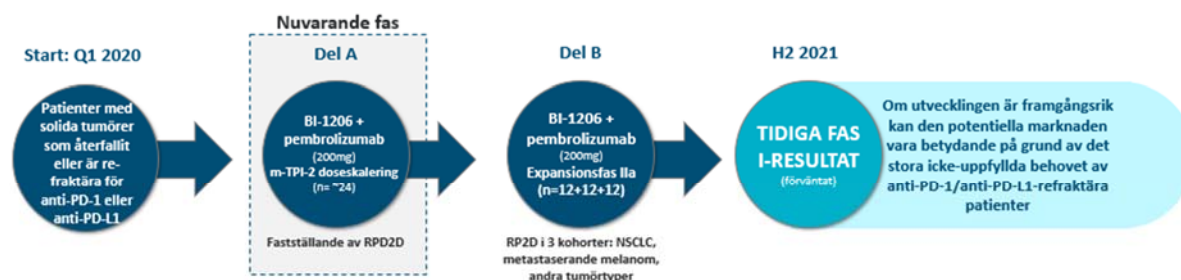 Nuvarande fas
Start: Q1 2020
Patienter med
solida tumörer
som återfallit
eller är re-
fraktära för
anti-PD-1 eller
anti-PD-L1
Del A
BI-1206 +
pembrolizumab
(200mg)
m-TPI-2 doseskalering
(n= ~24)
Fastställande av RPD2D
Del B
BI-1206 +
pembrolizumab
(200mg)
Expansionsfas IIa
(n=12+12+12)
RP2D i 3 kohorter: NSCLC,
metastaserande melanom,
andra tumörtyper
H2 2021
TIDIGA FAS
I-RESULTAT
(förväntat)
Om utvecklingen är framgångsrik
kan den potentiella marknaden
vara betydande på grund av det
stora icke-uppfyllda behovet av
anti-PD-1/anti-PD-L1-refraktära
patienter